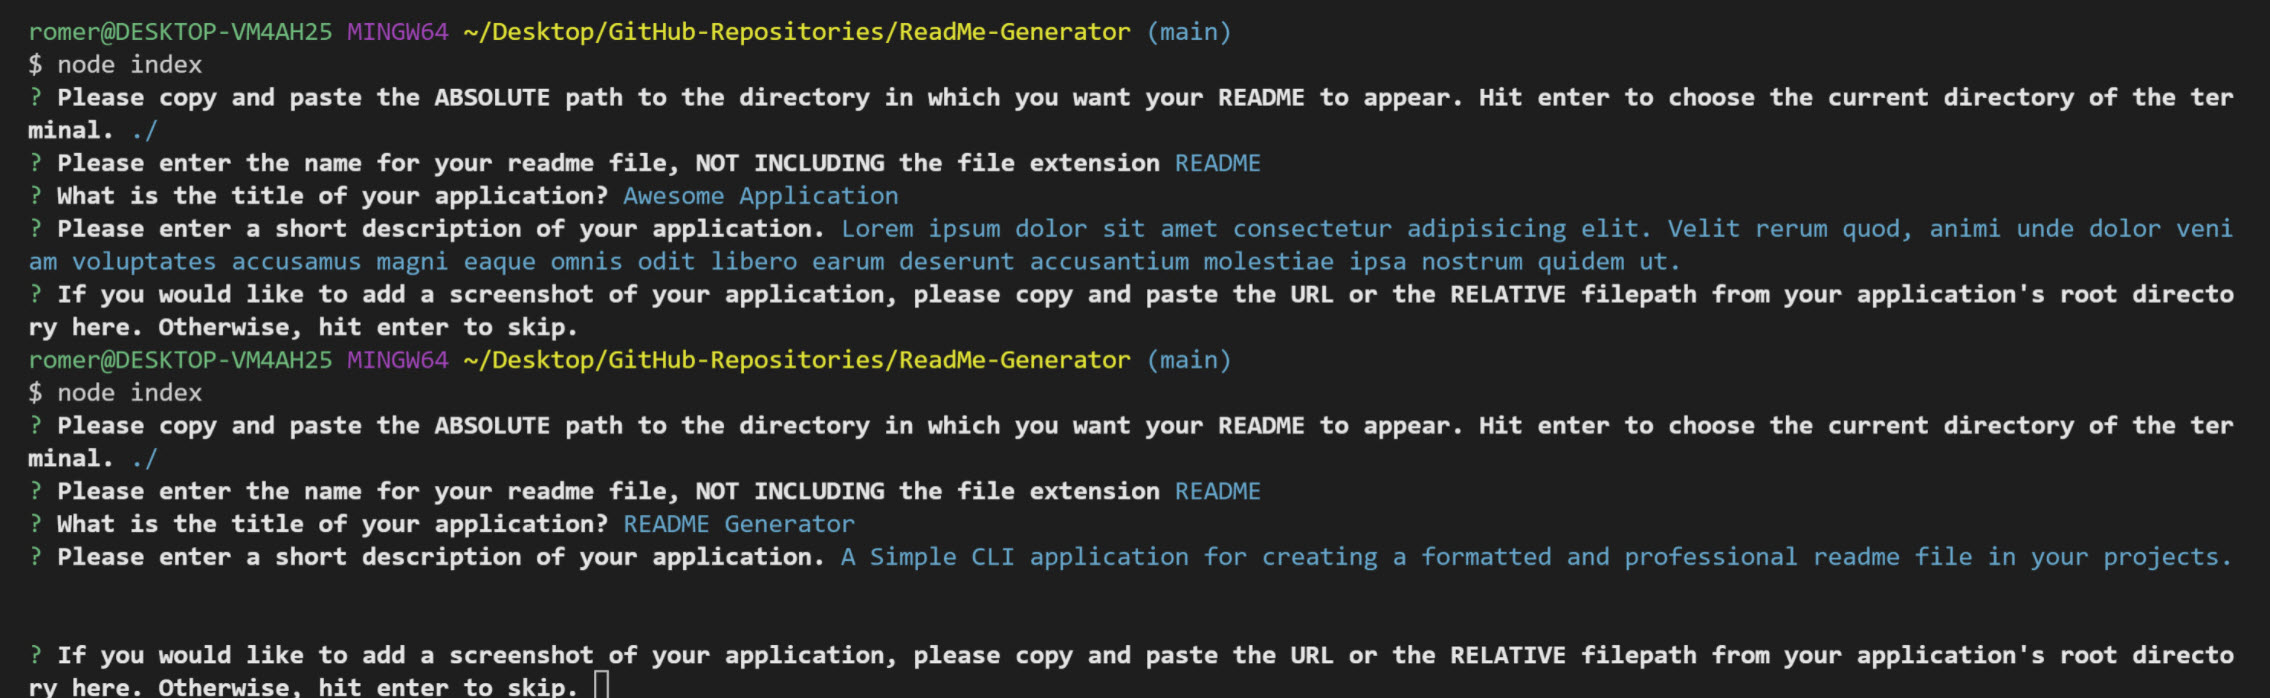 romer@DESKTOP-VM4AH25 MINGW64 ~/Desktop/GitHub-Repositories/ReadMe-Generator (main)
$ node index
? Please copy and paste the ABSOLUTE path to the directory in which you want your README to appear. Hit enter to choose the current directory of the ter
minal. ./
? Please enter the name for your readme file, NOT INCLUDING the file extension README
? What is the title of your application? Awesome Application
? Please enter a short description of your application. Lorem ipsum dolor sit amet consectetur adipisicing elit. Velit rerum quod, animi unde dolor veni
am voluptates accusamus magni eaque omnis odit libero earum deserunt accusantium molestiae ipsa nostrum quidem ut.
? If you would like to add a screenshot of your application, please copy and paste the URL or the RELATIVE filepath from your application's root directo
ry here. Otherwise, hit enter to skip.
romer@DESKTOP-VM4AH25 MINGW64 ~/Desktop/GitHub-Repositories/ReadMe-Generator (main)
$ node index
? Please copy and paste the ABSOLUTE path to the directory in which you want your README to appear. Hit enter to choose the current directory of the ter
minal. ./
? Please enter the name for your readme file, NOT INCLUDING the file extension README
? What is the title of your application? README Generator
? Please enter a short description of your application. A Simple CLI application for creating a formatted and professional readme file in your projects.
? If you would like to add a screenshot of your application, please copy and paste the URL or the RELATIVE filepath from your application's root directo
ry here. Otherwise, hit enter to skip.